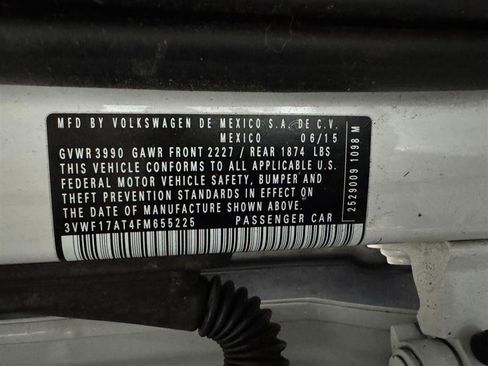 MFD BY VOLKSWAGEN DE MEXICO S.A. DE C.V.
MEXICO 06/15
GVWR 3990 GAWR FRONT 2227 / REAR 1874 LBS
THIS VEHICLE CONFORMS TO ALL APPLICABLE U.S.
FEDERAL MOTOR VEHICLE SAFETY, BUMPER AND
THEFT PREVENTION STANDARDS IN EFFECT ON
THE DATE OF MANUFACTURE SHOWN ABOVE.
3VWF17AT4FM655225 PASSENGER CAR
2529009 1098 M